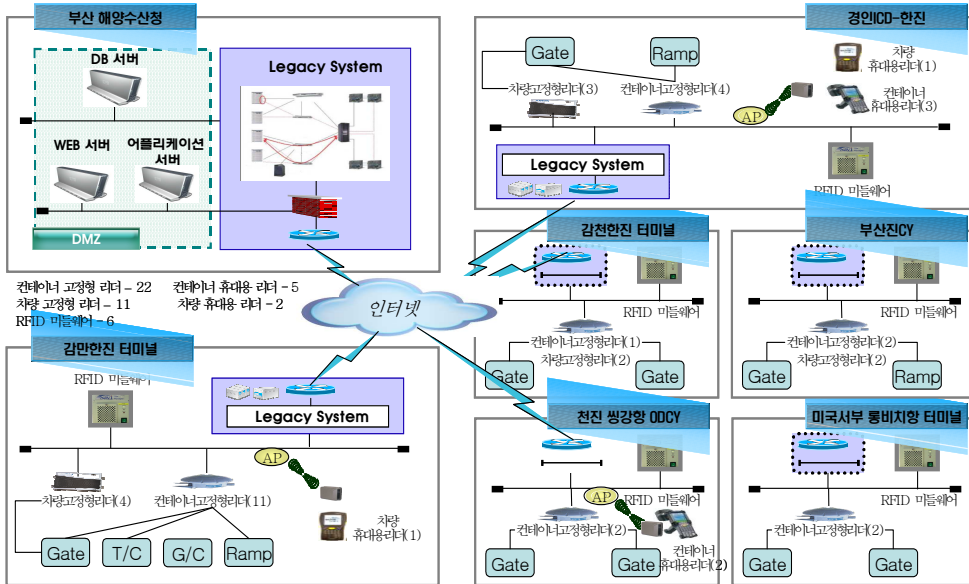 부산 해양수산청
DB 서버
WEB 서버
어플리케이션
서버
DMZ
Legacy System
경인ICD-한진
Gate
Ramp
차량고정형리더(3)
컨테이너고정형리더(4)
AP
차량
휴대용리더(1)
컨테이너
휴대용리더(3)
Legacy System
RFID 미들웨어
컨테이너 고정형 리더 – 22
컨테이너 휴대용 리더 – 5
차량 고정형 리더 – 11
차량 휴대용 리더 – 2
RFID 미들웨어 – 6
인터넷
감천한진 터미널
RFID 미들웨어
컨테이너고정형리더(1)
차량고정형리더(2)
Gate
Gate
부산진CY
RFID 미들웨어
컨테이너고정형리더(2)
차량고정형리더(2)
Gate
Ramp
감만한진 터미널
RFID 미들웨어
Legacy System
AP
차량고정형리더(4)
컨테이너고정형리더(11)
차량
휴대용리더(1)
Gate
T/C
G/C
Ramp
천진 씽강항 ODCY
AP
RFID 미들웨어
컨테이너고정형리더(2)
Gate
Gate
컨테이너
휴대용리더(2)
미국서부 롱비치항 터미널
RFID 미들웨어
컨테이너고정형리더(2)
Gate
Gate